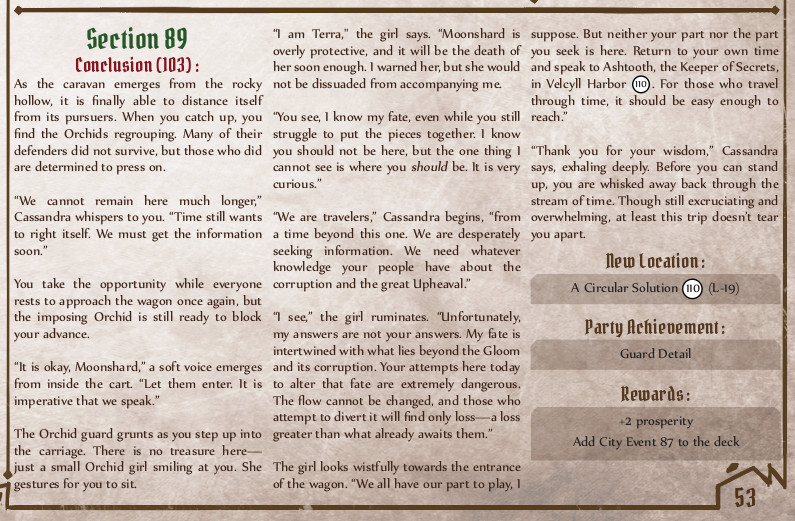 Section 89
Conclusion (103):
As the caravan emerges from the rocky
hollow, it is finally able to distance itself
from its pursuers. When you catch up, you
find the Orchids regrouping. Many of their
defenders did not survive, but those who did
are determined to press on.
“We cannot remain here much longer,”
Cassandra whispers to you. “Time still wants
to right itself. We must get the information
soon.”
You take the opportunity while everyone
rests to approach the wagon once again, but
the imposing Orchid is still ready to block
your advance.
“It is okay, Moonshard,” a soft voice emerges
from inside the cart. “Let them enter. It is
imperative that we speak.”
The Orchid guard grunts as you step up into
the carriage. There is no treasure here—
just a small Orchid girl smiling at you. She
gestures for you to sit.
“I am Terra,” the girl says. “Moonshard is
overly protective, and it will be the death of
her soon enough. I warned her, but she would
not be dissuaded from accompanying me.
“You see, I know my fate, even while you still
struggle to put the pieces together. I know
you should not be here, but the one thing I
cannot see is where you should be. It is very
curious.”
“We are travelers,” Cassandra begins, “from
a time beyond this one. We are desperately
seeking information. We need whatever
knowledge your people have about the
corruption and the great Upheaval.”
“I see,” the girl ruminates. “Unfortunately,
my answers are not your answers. My fate is
intertwined with what lies beyond the Gloom
and its corruption. Your attempts here today
to alter that fate are extremely dangerous.
The flow cannot be changed, and those who
attempt to divert it will find only loss—a loss
greater than what already awaits them.”
The girl looks wistfully towards the entrance
of the wagon. “We all have our part to play, I
suppose. But neither your part nor the part
you seek is here. Return to your own time
and speak to Ashtooth, the Keeper of Secrets,
in Velcyll Harbor 110. For those who travel
through time, it should be easy enough to
reach.”
“Thank you for your wisdom,” Cassandra
says, exhaling deeply. Before you can stand
up, you are whisked away back through the
stream of time. Though still excruciating and
overwhelming, at least this trip doesn’t tear
you apart.
New Location:
A Circular Solution 110 (L-19)
Party Achievement:
Guard Detail
Rewards:
+2 prosperity
Add City Event 87 to the deck
53